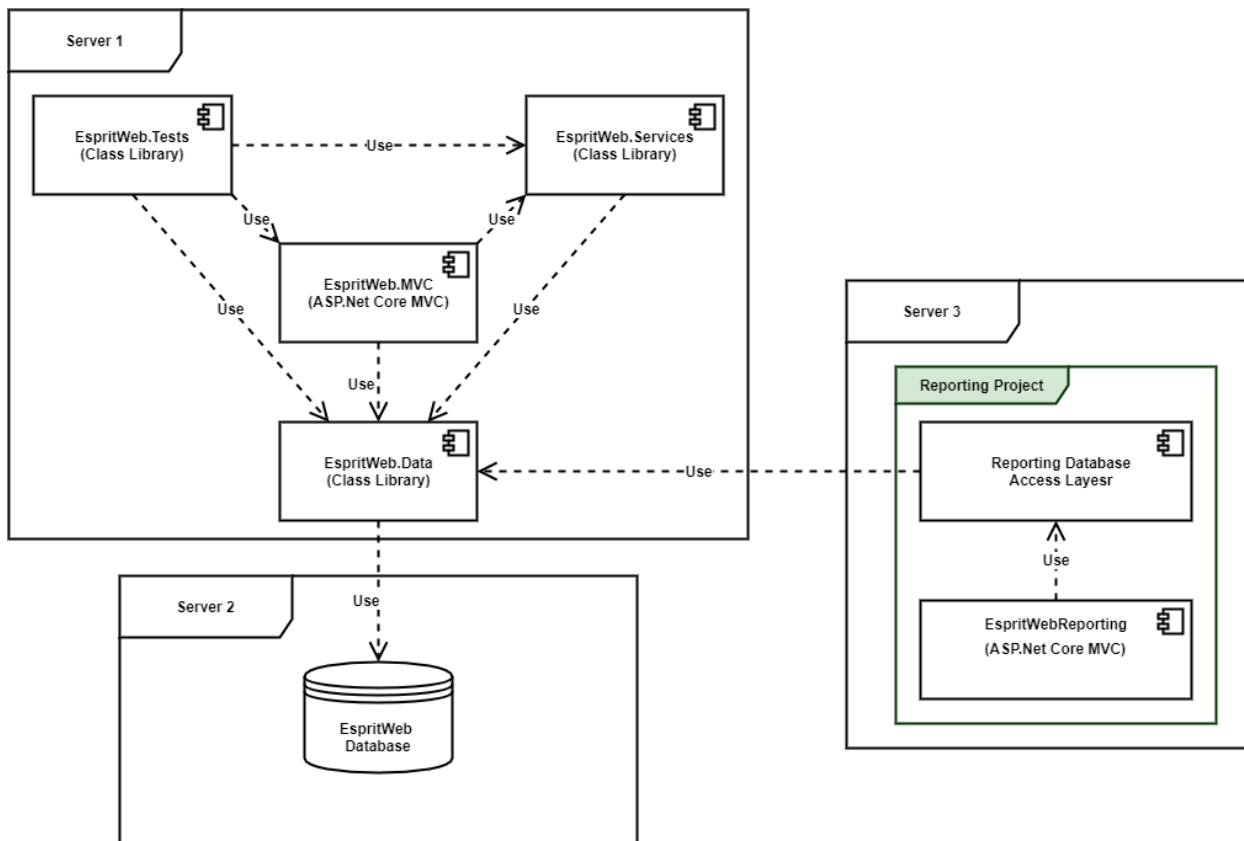 Server 1
EspritWeb.Tests
(Class Library)
Use
EspritWeb.Services
(Class Library)
Use
Use
EspritWeb.MVC
(ASP.Net Core MVC)
Use
Use
Use
EspritWeb.Data
(Class Library)
Use
Server 3
Reporting Project
Reporting Database
Access Layesr
Use
EspritWebReporting
(ASP.Net Core MVC)
Server 2
Use
EspritWeb
Database